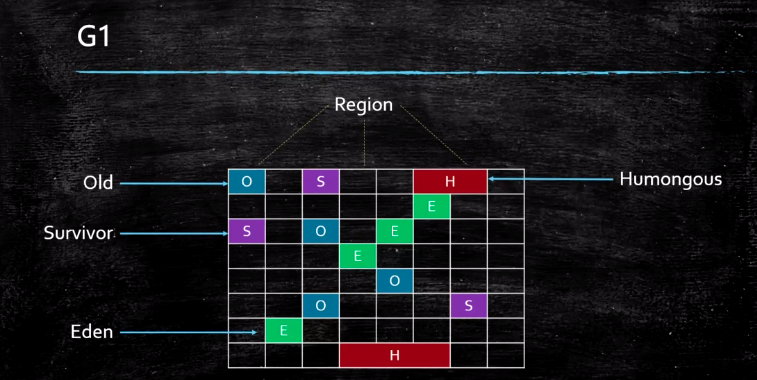 G1
Region
Old O S H Humongous
E
Survivor S O E
E
O
O S
Eden E
H